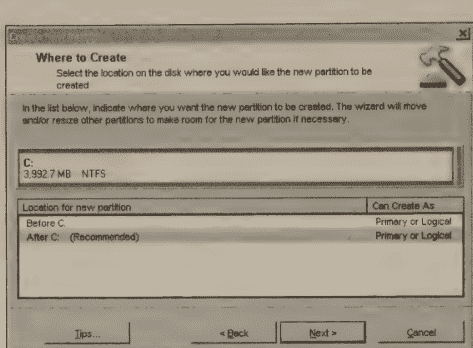 Where to Create
Select the location on the disk where you would like the new partition to be
created
In the list below, indicate where you want the new partition to be created. The wizard will move
and/or resize other partitions to make room for the new partition if necessary.
C:
3,992.7 MB NTFS
Location for new partition Can Create As
Before C: Primary or Logical
After C: (Recommended) Primary or Logical
Tips... < Back Next > Cancel